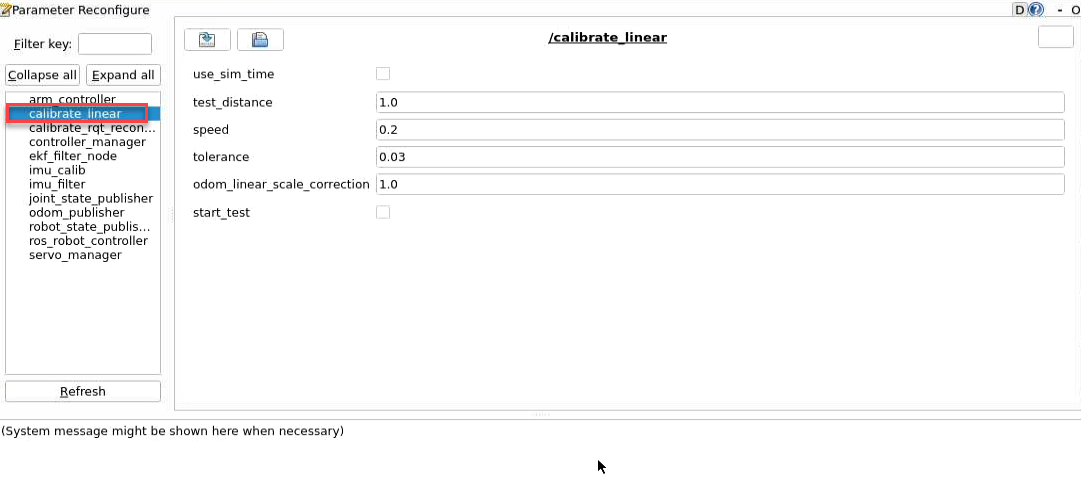 Parameter Reconfigure
D
- O
Filter key:
Collapse all Expand all
arm_controller
calibrate_linear
calibrate_rqt_recon...
controller_manager
ekf_filter_node
imu_calib
imu_filter
joint_state_publisher
odom_publisher
robot_state_publis...
ros_robot_controller
servo_manager
Refresh
/calibrate_linear
use_sim_time
test_distance 1.0
speed 0.2
tolerance 0.03
odom_linear_scale_correction 1.0
start_test
(System message might be shown here when necessary)